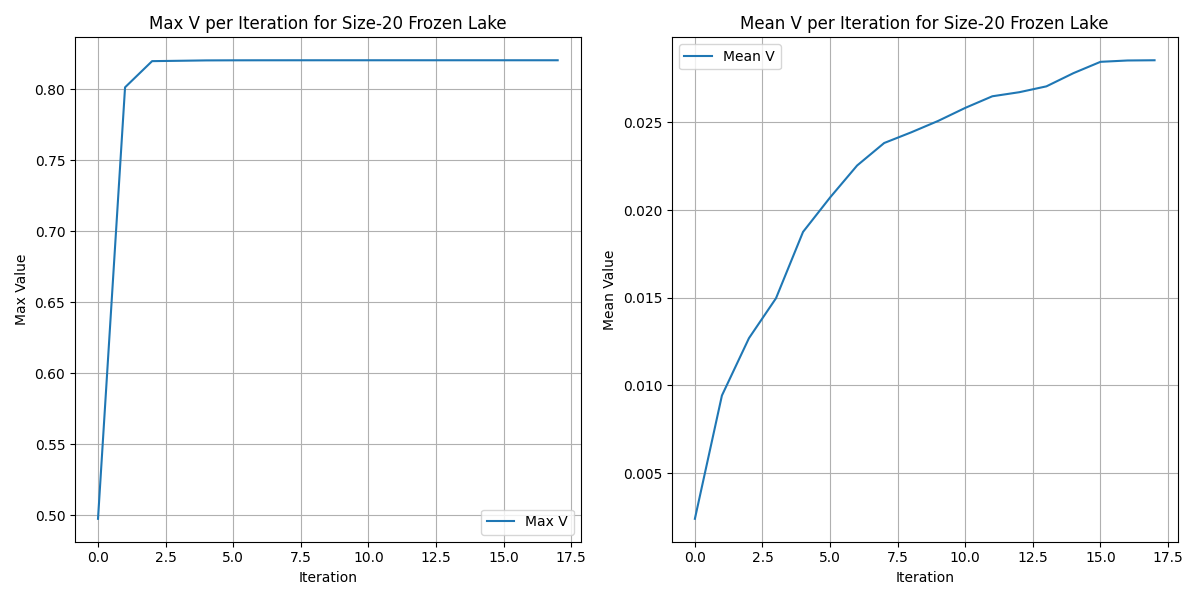 Max V per Iteration for Size-20 Frozen Lake
Max Value
0.80
0.75
0.70
0.65
0.60
0.55
0.50
Max V
0.0 2.5 5.0 7.5 10.0 12.5 15.0 17.5
Iteration
Mean V per Iteration for Size-20 Frozen Lake
Mean V
Mean Value
0.025
0.020
0.015
0.010
0.005
0.0 2.5 5.0 7.5 10.0 12.5 15.0 17.5
Iteration